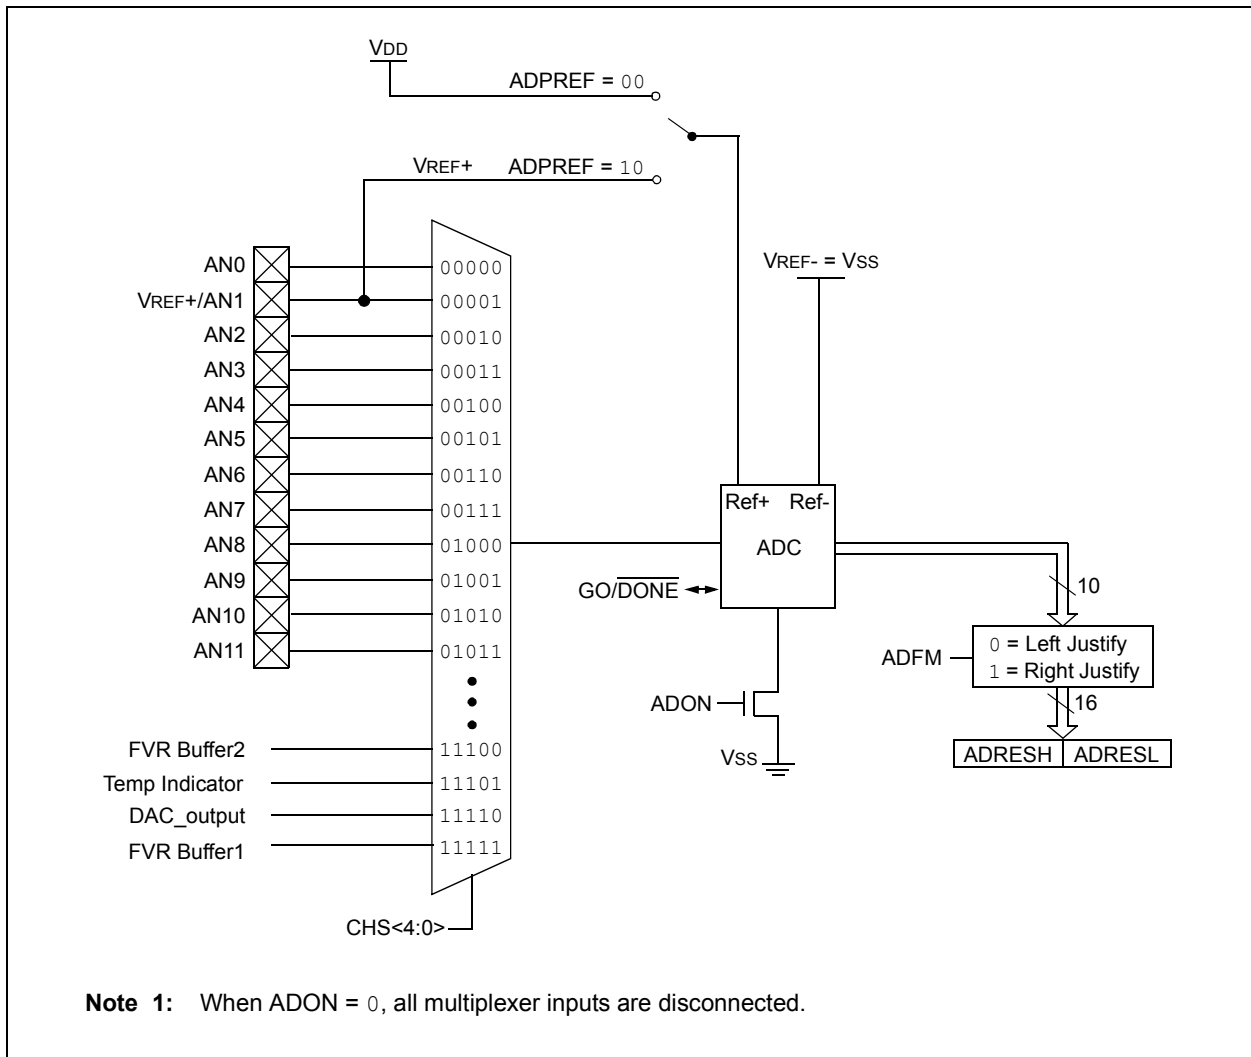 VDD
ADPREF = 00
VREF+ ADPREF = 10
AN0 00000
VREF+/AN1 00001
AN2 00010
AN3 00011
AN4 00100
AN5 00101
AN6 00110
AN7 00111
AN8 01000
AN9 01001
AN10 01010
AN11 01011
FVR Buffer2 11100
Temp Indicator 11101
DAC_output 11110
FVR Buffer1 11111
CHS<4:0>
VREF- = VSS
Ref+ Ref-
ADC
GO/DONE
ADON
VSS
10
ADFM
0 = Left Justify
1 = Right Justify
16
ADRESH ADRESL
Note 1: When ADON = 0, all multiplexer inputs are disconnected.